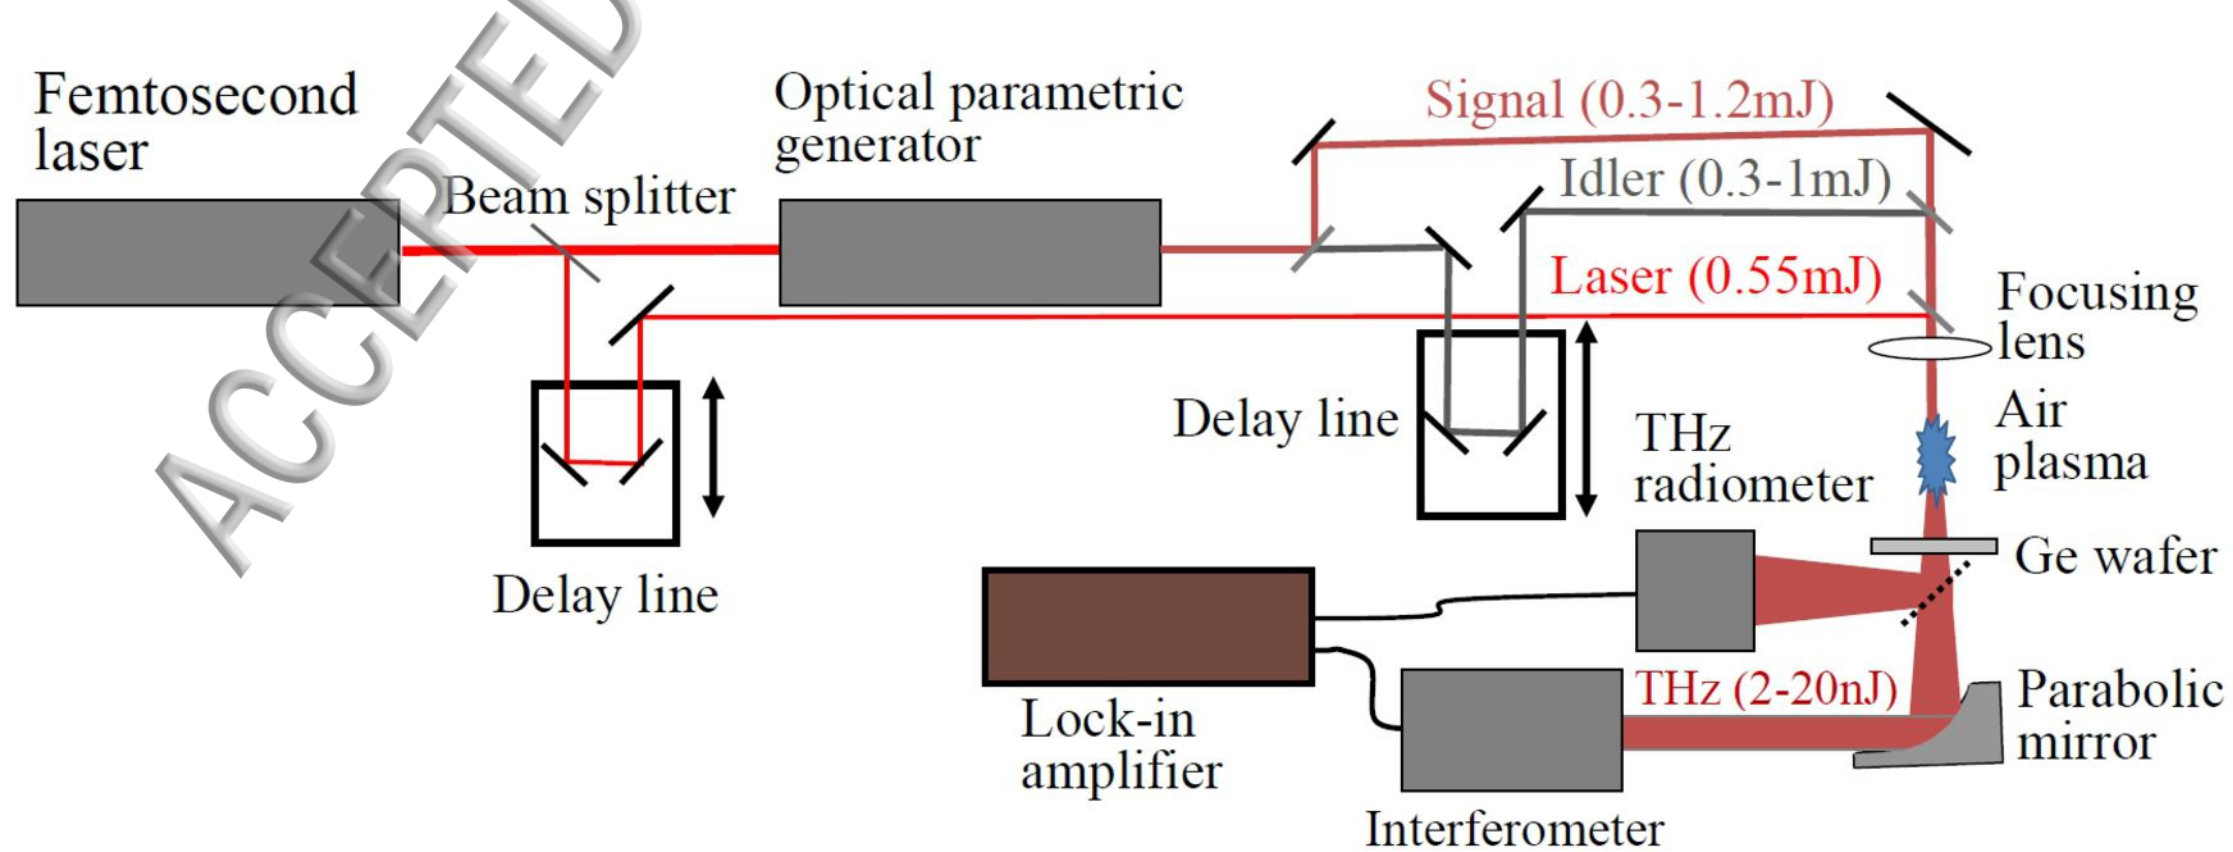 Femtosecond
laser
ACCEPTED
Beam splitter
Optical parametric
generator
Signal (0.3-1.2mJ)
Idler (0.3-1mJ)
Laser (0.55mJ)
Focusing
lens
Air
plasma
Delay line
THz
radiometer
Ge wafer
Delay line
THz (2-20nJ)
Parabolic
mirror
Lock-in
amplifier
Interferometer